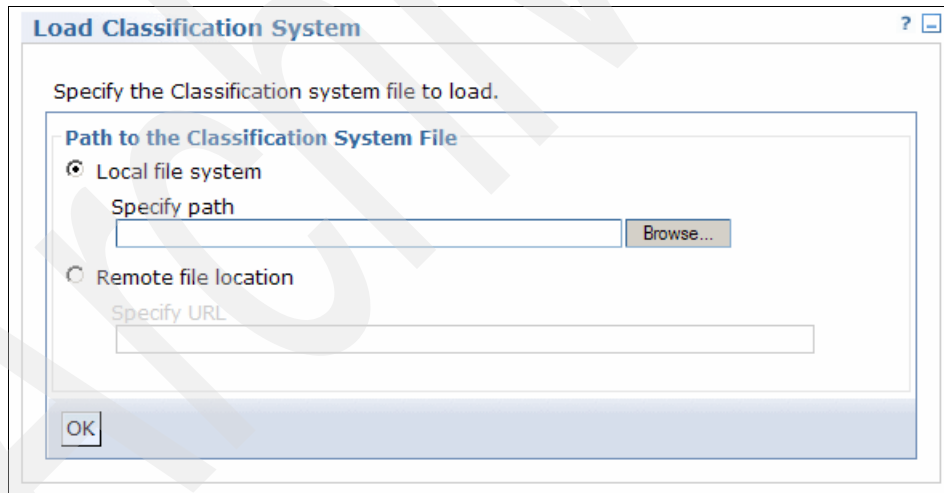 Load Classification System ?
Specify the Classification system file to load.
Path to the Classification System File
Local file system
Specify path
Browse...
Remote file location
Specify URL
OK